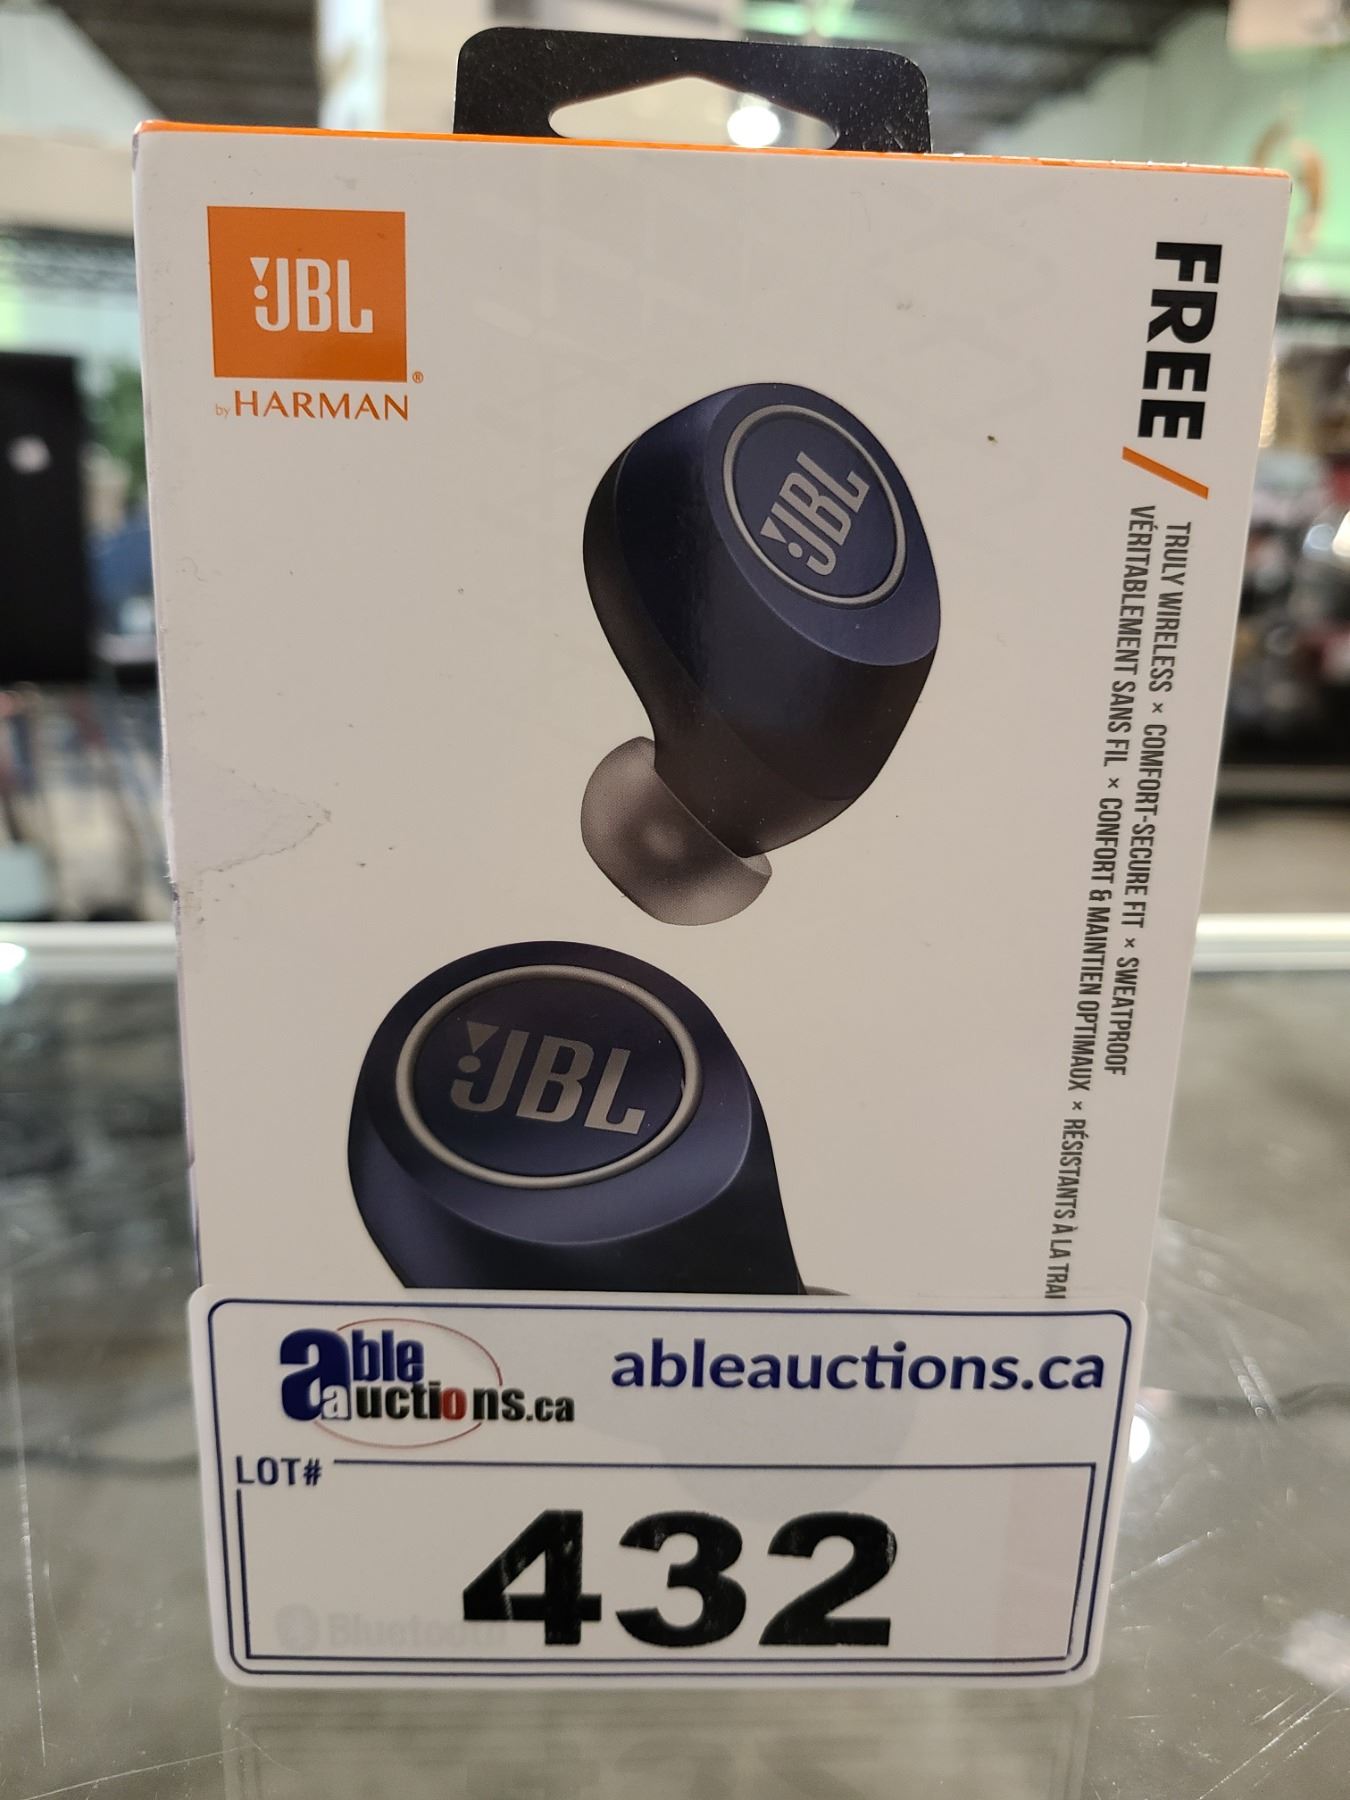 JBL
®
by HARMAN
FREE /
TRULY WIRELESS × COMFORT-SECURE FIT × SWEATPROOF
VÉRITABLEMENT SANS FIL × CONFORT & MAINTIEN OPTIMAUX × RÉSISTANTS À LA TRA
JBL
JBL
able auctions.ca
ableauctions.ca
LOT#
432
Bluetooth